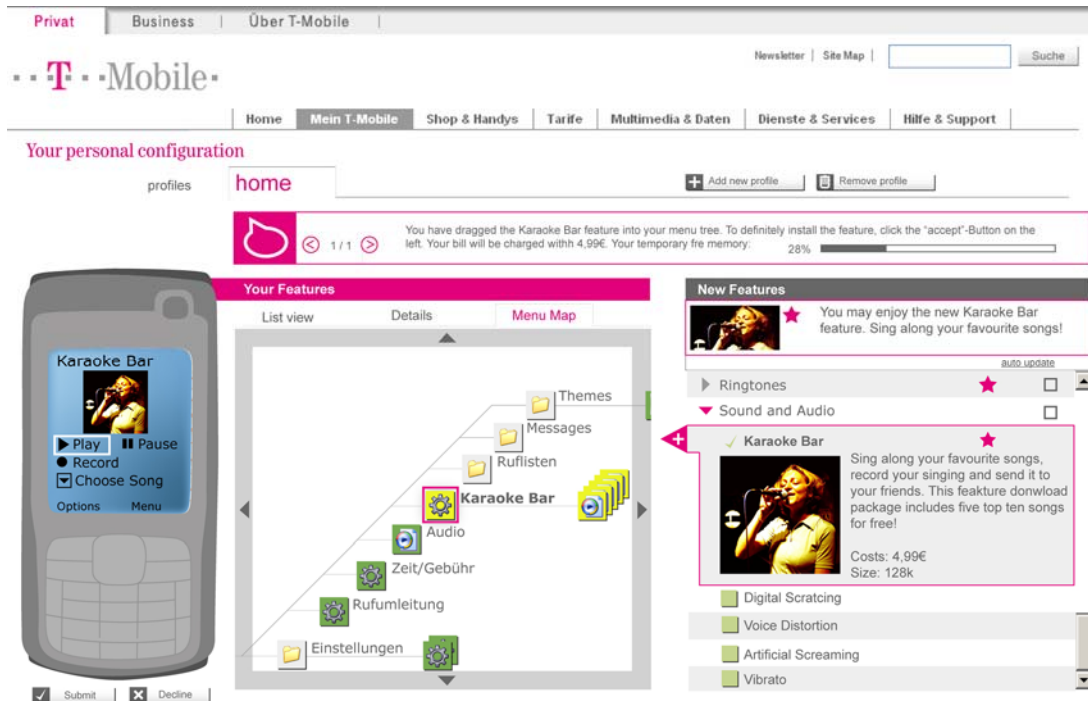 Privat Business | Über T-Mobile |
Newsletter | Site Map | Suche
T Mobile
Home Mein T-Mobile Shop & Handys Tarife Multimedia & Daten Dienste & Services Hilfe & Support
Your personal configuration
profiles home Add new profile Remove profile
1 / 1
You have dragged the Karaoke Bar feature into your menu tree. To definitely install the feature, click the "accept"-Button on the
left. Your bill will be charged withh 4,99€. Your temporary fre memory: 28%
Karaoke Bar
Play Pause
Record
Choose Song
Options Menu
Submit Decline
Your Features
List view Details Menu Map
Themes
Messages
Ruflisten
Karaoke Bar
Audio
Zeit/Gebühr
Rufumleitung
Einstellungen
New Features
You may enjoy the new Karaoke Bar
feature. Sing along your favourite songs!
auto update
Ringtones
Sound and Audio
Karaoke Bar
Sing along your favourite songs,
record your singing and send it to
your friends. This feakture donwload
package includes five top ten songs
for free!
Costs: 4,99€
Size: 128k
Digital Scratcing
Voice Distortion
Artificial Screaming
Vibrato